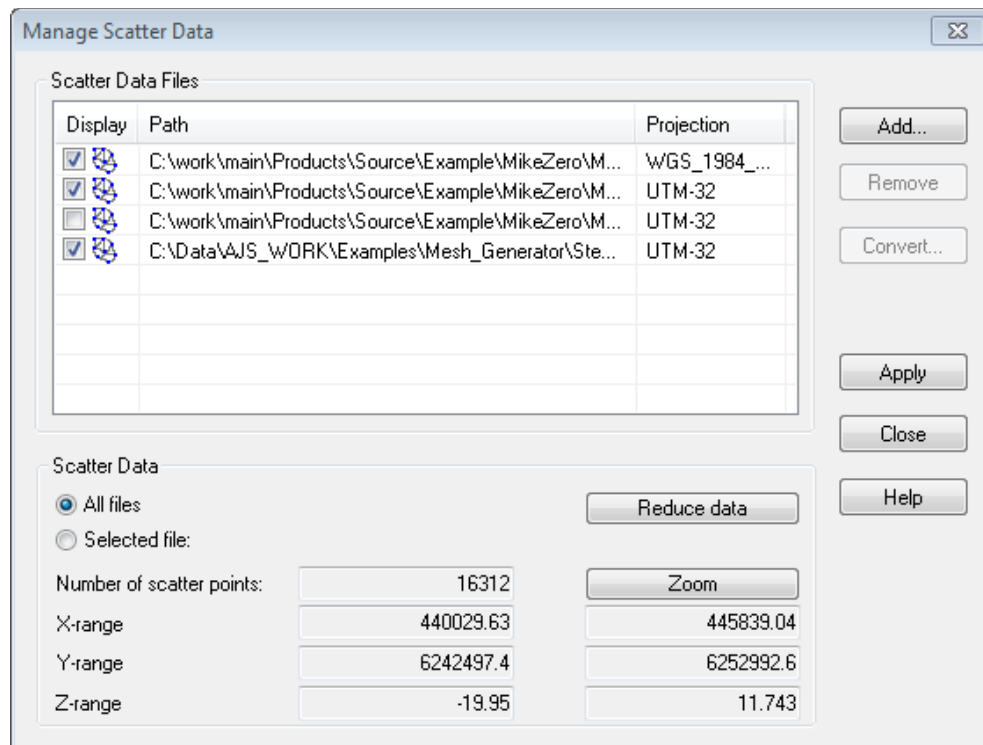 Manage Scatter Data
Scatter Data Files
Display Path Projection
C:\work\main\Products\Source\Example\MikeZero\M... WGS_1984_...
C:\work\main\Products\Source\Example\MikeZero\M... UTM-32
C:\work\main\Products\Source\Example\MikeZero\M... UTM-32
C:\Data\AJS_WORK\Examples\Mesh_Generator\Ste... UTM-32
Add...
Remove
Convert...
Apply
Close
Help
Scatter Data
All files
Reduce data
Selected file:
Number of scatter points: 16312 Zoom
X-range 440029.63 445839.04
Y-range 6242497.4 6252992.6
Z-range -19.95 11.743